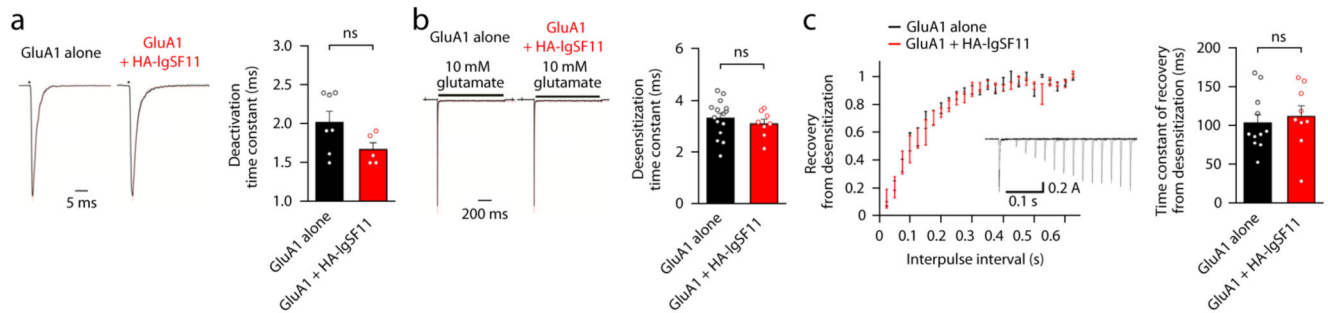 a
GluA1 alone
GluA1
+ HA-IgSF11
5 ms
Deactivation
time constant (ms)
3.0
2.5
2.0
1.5
1.0
ns
GluA1 alone
GluA1 + HA-IgSF11
b
GluA1 alone
GluA1
+ HA-IgSF11
10 mM
glutamate
10 mM
glutamate
200 ms
Desensitization
time constant (ms)
6
4
2
0
ns
GluA1 alone
GluA1 + HA-IgSF11
c
GluA1 alone
GluA1 + HA-IgSF11
Recovery
from desensitization
1
0.8
0.6
0.4
0.2
0
0
0.1
0.2
0.3
0.4
0.5
0.6
Interpulse interval (s)
0.2 A
0.1 s
Time constant of recovery
from desensitization (ms)
200
150
100
50
0
ns
GluA1 alone
GluA1 + HA-IgSF11